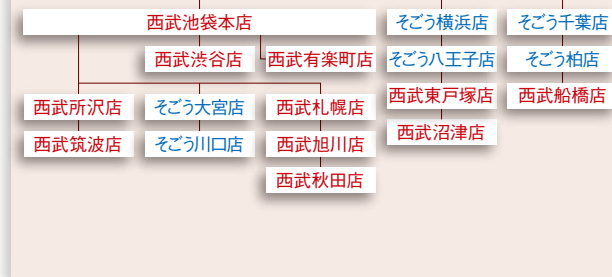 西武池袋本店
西武渋谷店
西武有楽町店
西武所沢店
そごう大宮店
西武札幌店
西武筑波店
そごう川口店
西武旭川店
西武秋田店
そごう横浜店
そごう八王子店
西武東戸塚店
西武沼津店
そごう千葉店
そごう柏店
西武船橋店